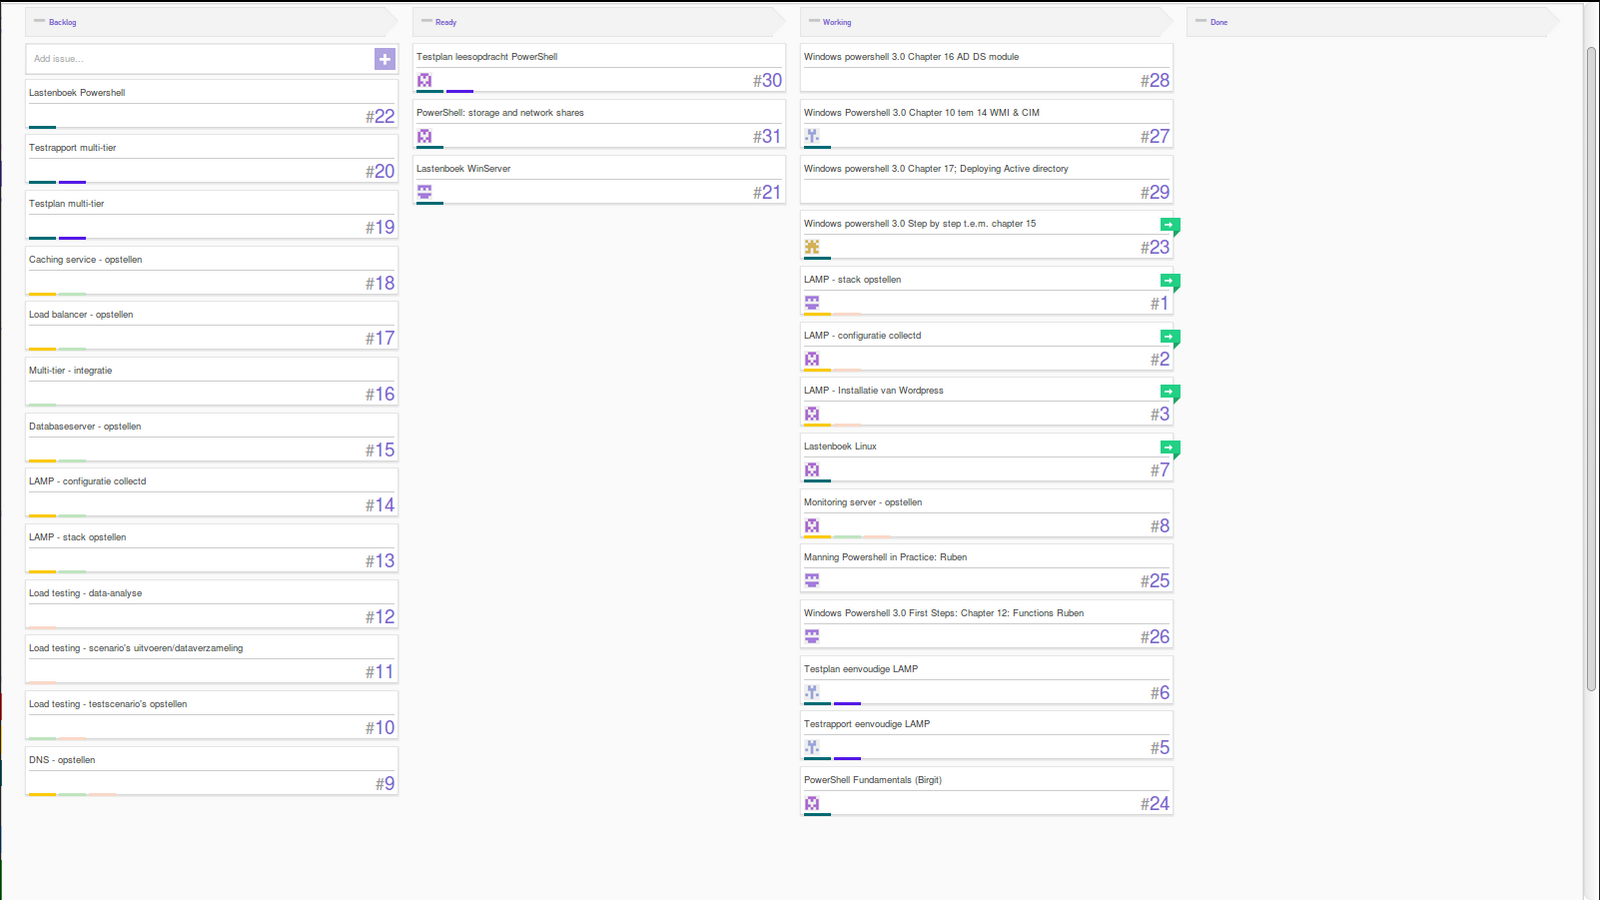 Backlog
Add issue...
Lastenboek Powershell
#22
Testrapport multi-tier
#20
Testplan multi-tier
#19
Caching service - opstellen
#18
Load balancer - opstellen
#17
Multi-tier - integratie
#16
Databaseserver - opstellen
#15
LAMP - configuratie collectd
#14
LAMP - stack opstellen
#13
Load testing - data-analyse
#12
Load testing - scenario's uitvoeren/dataverzameling
#11
Load testing - testscenario's opstellen
#10
DNS - opstellen
#9
Ready
Testplan leesopdracht PowerShell
#30
PowerShell: storage and network shares
#31
Lastenboek WinServer
#21
Working
Windows powershell 3.0 Chapter 16 AD DS module
#28
Windows Powershell 3.0 Chapter 10 tem 14 WMI & CIM
#27
Windows powershell 3.0 Chapter 17; Deploying Active directory
#29
Windows powershell 3.0 Step by step t.e.m. chapter 15
#23
LAMP - stack opstellen
#1
LAMP - configuratie collectd
#2
LAMP - Installatie van Wordpress
#3
Lastenboek Linux
#7
Monitoring server - opstellen
#8
Manning Powershell in Practice: Ruben
#25
Windows Powershell 3.0 First Steps: Chapter 12: Functions Ruben
#26
Testplan eenvoudige LAMP
#6
Testrapport eenvoudige LAMP
#5
PowerShell Fundamentals (Birgit)
#24
Done